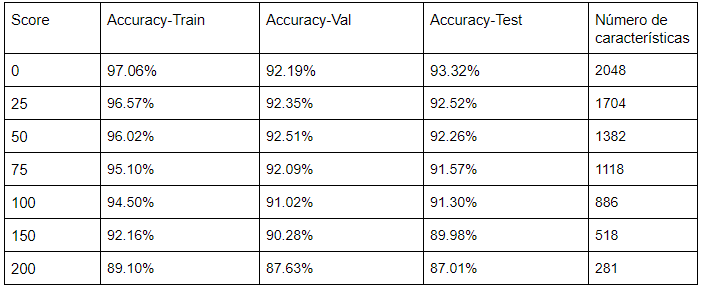 Score Accuracy-Train Accuracy-Val Accuracy-Test Número de
características
0 97.06% 92.19% 93.32% 2048
25 96.57% 92.35% 92.52% 1704
50 96.02% 92.51% 92.26% 1382
75 95.10% 92.09% 91.57% 1118
100 94.50% 91.02% 91.30% 886
150 92.16% 90.28% 89.98% 518
200 89.10% 87.63% 87.01% 281